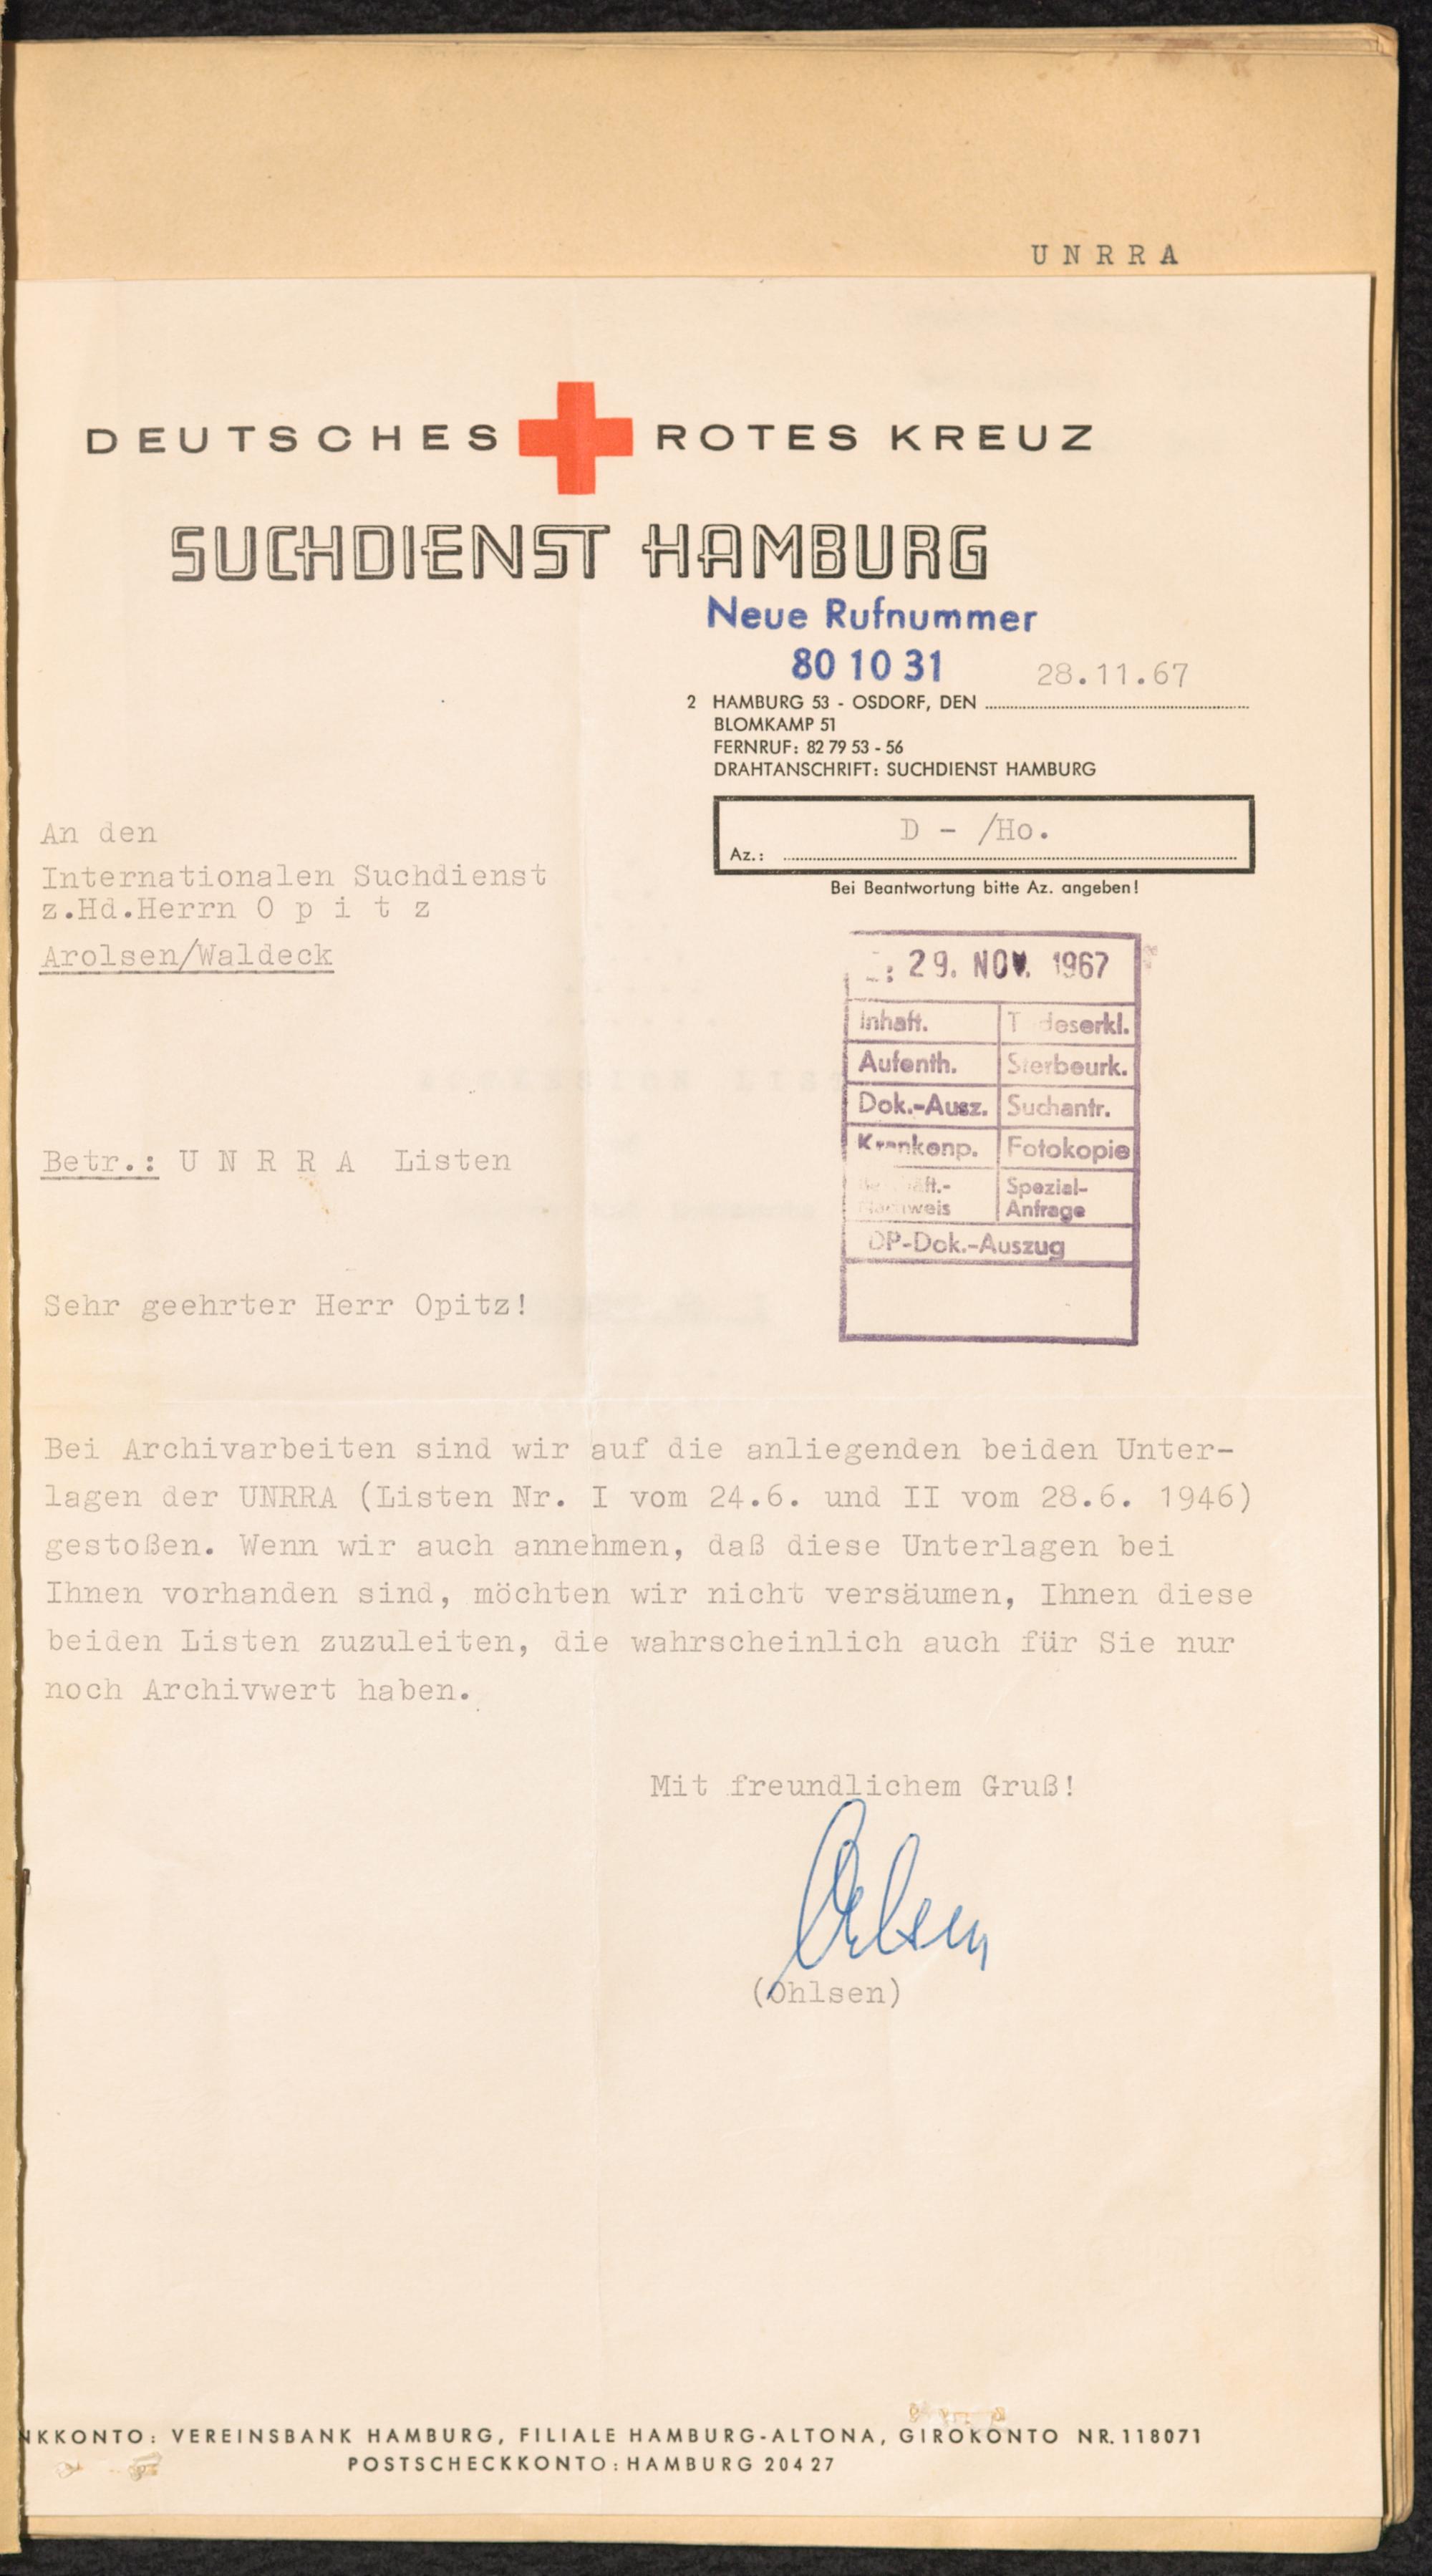 U N R R A
DEUTSCHES ROTES KREUZ
SUCHDIENST HAMBURG
Neue Rufnummer
80 10 31
28.11.67
2 HAMBURG 53 - OSDORF, DEN
BLOMKAMP 51
FERNRUF: 82 79 53 - 56
DRAHTANSCHRIFT: SUCHDIENST HAMBURG
D - /Ho.
Az.:
Bei Beantwortung bitte Az. angeben!
An den
Internationalen Suchdienst
z.Hd.Herrn O p i t z
Arolsen/Waldeck
: 29. NOV. 1967
Inhaft. T deserkl.
Aufenth. Sterbeurk.
Dok.-Ausz. Suchantr.
Krankenp. Fotokopie
Spezial-
Anfrage
DP-Dok.-Auszug
Betr.: U N R R A Listen
Sehr geehrter Herr Opitz!
Bei Archivarbeiten sind wir auf die anliegenden beiden Unter-
lagen der UNRRA (Listen Nr. I vom 24.6. und II vom 28.6. 1946)
gestoßen. Wenn wir auch annehmen, daß diese Unterlagen bei
Ihnen vorhanden sind, möchten wir nicht versäumen, Ihnen diese
beiden Listen zuzuleiten, die wahrscheinlich auch für Sie nur
noch Archivwert haben.
Mit freundlichem Gruß!
Ohlsen
(Ohlsen)
NKKONTO: VEREINSBANK HAMBURG, FILIALE HAMBURG-ALTONA, GIROKONTO NR. 118071
POSTSCHECKKONTO: HAMBURG 204 27